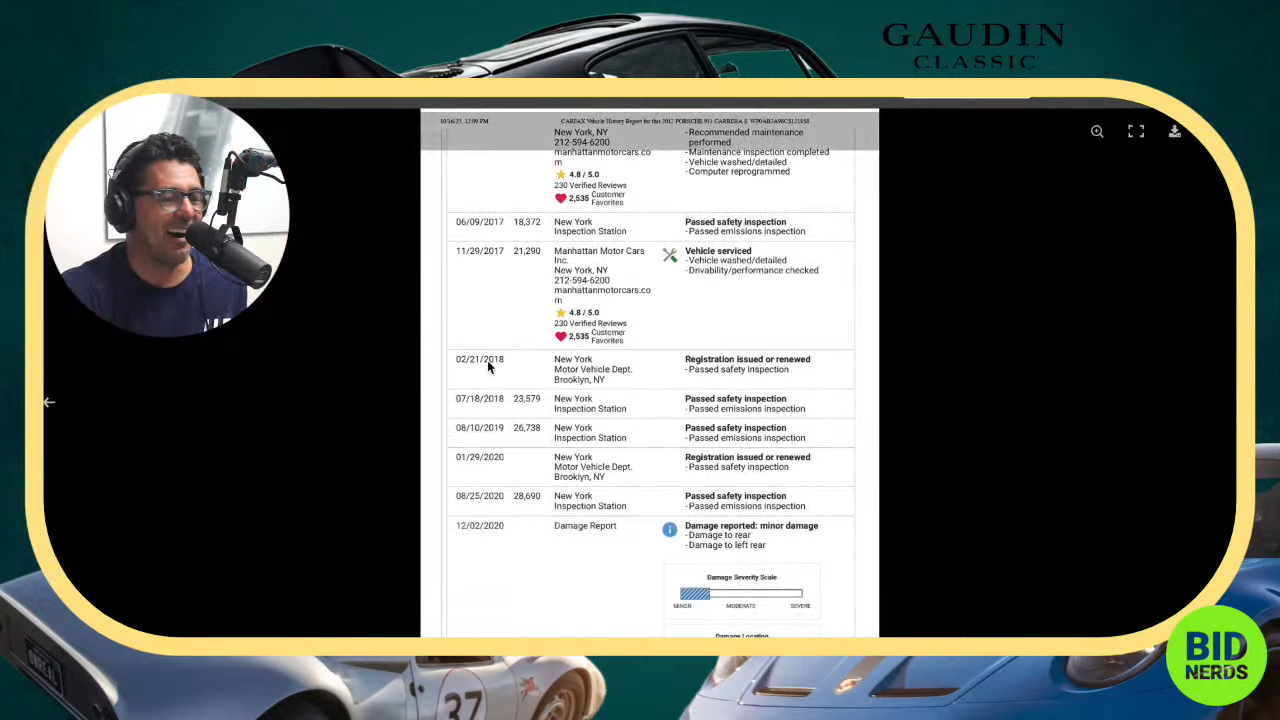 GAUDIN
CLASSIC
10/16/23, 12:09 PM
CARFAX Vehicle History Report for this 2012 PORSCHE 911 CARRERA S: WP0AB2A98CS121858
New York, NY
212-594-6200
manhattanmotorcars.co
m
4.8 / 5.0
230 Verified Reviews
2,535 Customer
Favorites
- Recommended maintenance
performed
- Maintenance inspection completed
- Vehicle washed/detailed
- Computer reprogrammed
06/09/2017 18,372 New York Passed safety inspection
Inspection Station - Passed emissions inspection
11/29/2017 21,290 Manhattan Motor Cars Vehicle serviced
Inc. - Vehicle washed/detailed
New York, NY - Drivability/performance checked
212-594-6200
manhattanmotorcars.co
m
4.8 / 5.0
230 Verified Reviews
2,535 Customer
Favorites
02/21/2018 New York Registration issued or renewed
Motor Vehicle Dept. - Passed safety inspection
Brooklyn, NY
07/18/2018 23,579 New York Passed safety inspection
Inspection Station - Passed emissions inspection
08/10/2019 26,738 New York Passed safety inspection
Inspection Station - Passed emissions inspection
01/29/2020 New York Registration issued or renewed
Motor Vehicle Dept. - Passed safety inspection
Brooklyn, NY
08/25/2020 28,690 New York Passed safety inspection
Inspection Station - Passed emissions inspection
12/02/2020 Damage Report i Damage reported: minor damage
- Damage to rear
- Damage to left rear
Damage Severity Scale
MINOR MODERATE SEVERE
Damage Location
37
BID
NERDS